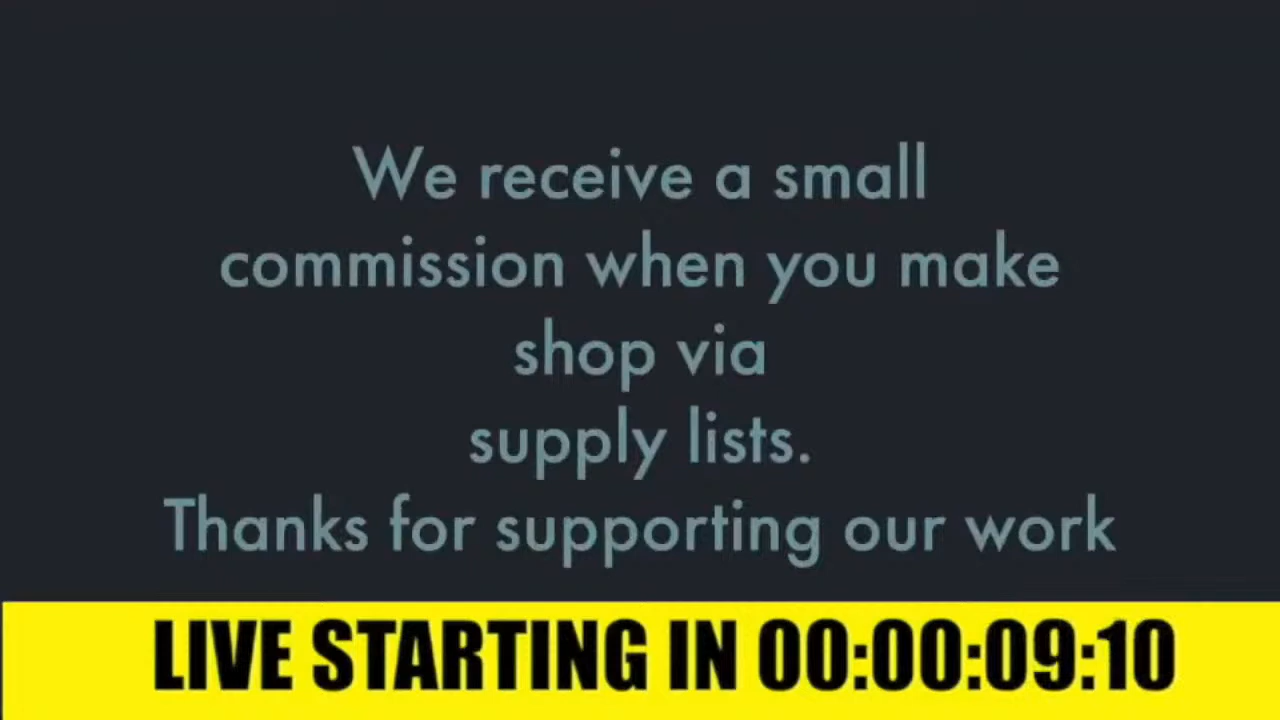 We receive a small
commission when you make
shop via
supply lists.
Thanks for supporting our work
LIVE STARTING IN 00:00:09:10